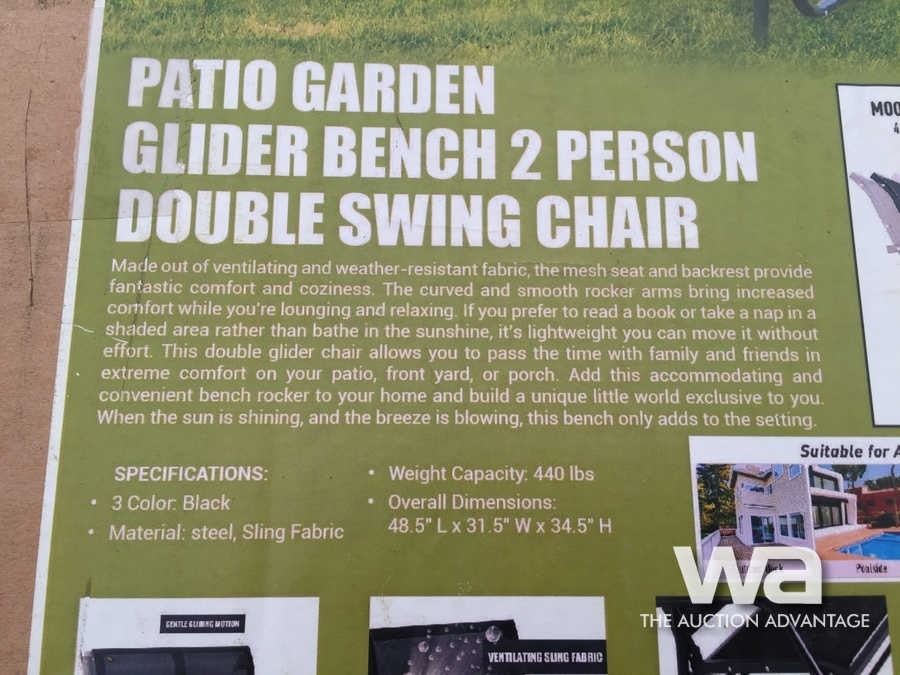 PATIO GARDEN
GLIDER BENCH 2 PERSON
DOUBLE SWING CHAIR
Made out of ventilating and weather-resistant fabric, the mesh seat and backrest provide
fantastic comfort and coziness. The curved and smooth rocker arms bring increased
comfort while you're lounging and relaxing. If you prefer to read a book or take a nap in a
shaded area rather than bathe in the sunshine, it's lightweight you can move it without
effort. This double glider chair allows you to pass the time with family and friends in
extreme comfort on your patio, front yard, or porch. Add this accommodating and
convenient bench rocker to your home and build a unique little world exclusive to you.
When the sun is shining, and the breeze is blowing, this bench only adds to the setting.
SPECIFICATIONS:
• 3 Color: Black
• Material: steel, Sling Fabric
• Weight Capacity: 440 lbs
• Overall Dimensions:
48.5" L x 31.5" W x 34.5" H
MOO
4
Suitable for A
Poolside
GENTLE GLIDING MOTION
VENTILATING SLING FABRIC
wa
THE AUCTION ADVANTAGE